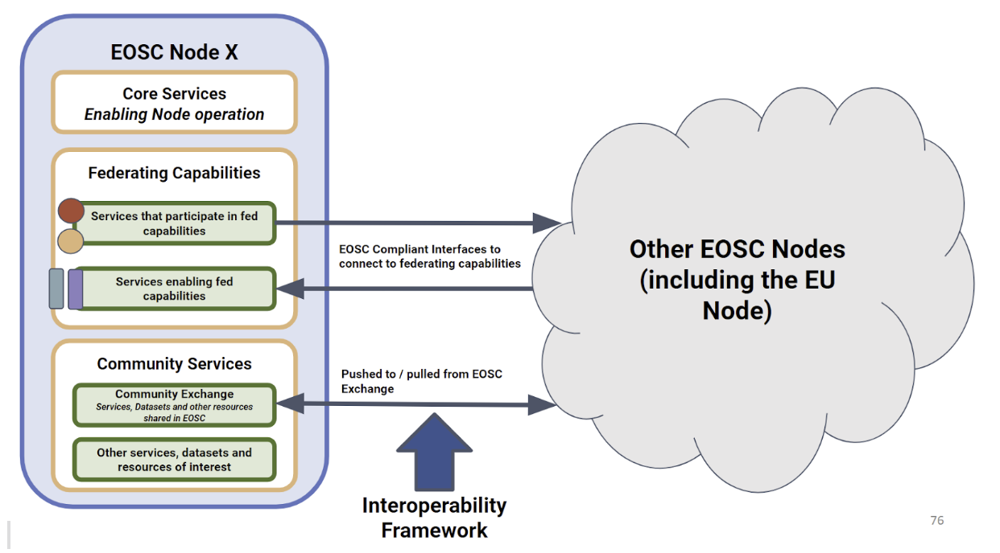 EOSC Node X
Core Services
Enabling Node operation
Federating Capabilities
Services that participate in fed
capabilities
EOSC Compliant Interfaces to
connect to federating capabilities
Services enabling fed
capabilities
Other EOSC Nodes
(including the EU
Node)
Community Services
Pushed to / pulled from EOSC
Exchange
Community Exchange
Services, Datasets and other resources
shared in EOSC
Other services, datasets and
resources of interest
Interoperability
Framework
76